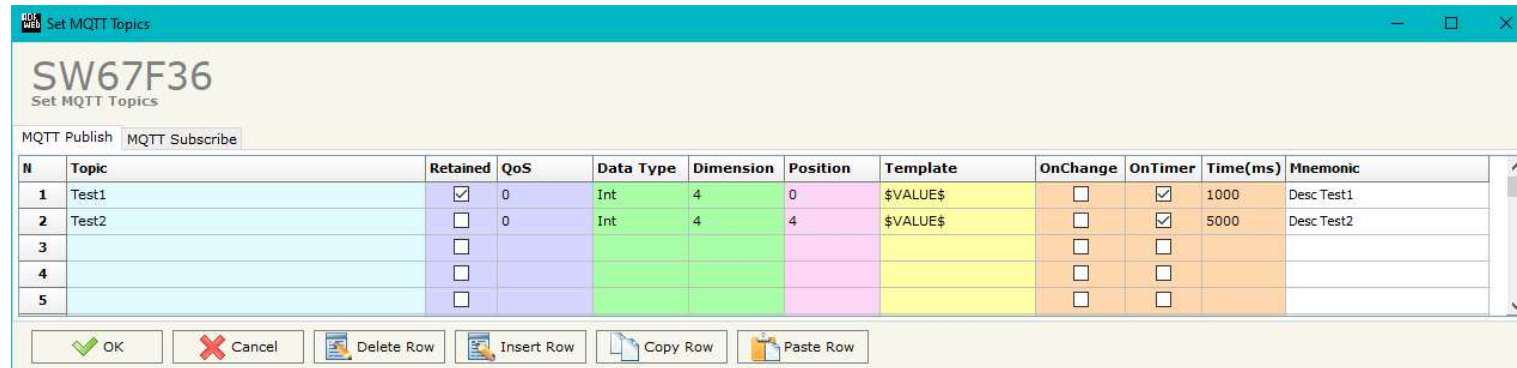 ADF WEB Set MQTT Topics
SW67F36
Set MQTT Topics
MQTT Publish MQTT Subscribe
N Topic Retained QoS Data Type Dimension Position Template OnChange OnTimer Time(ms) Mnemonic
1 Test1 0 Int 4 0 $VALUE$ 1000 Desc Test1
2 Test2 0 Int 4 4 $VALUE$ 5000 Desc Test2
3
4
5
OK Cancel Delete Row Insert Row Copy Row Paste Row